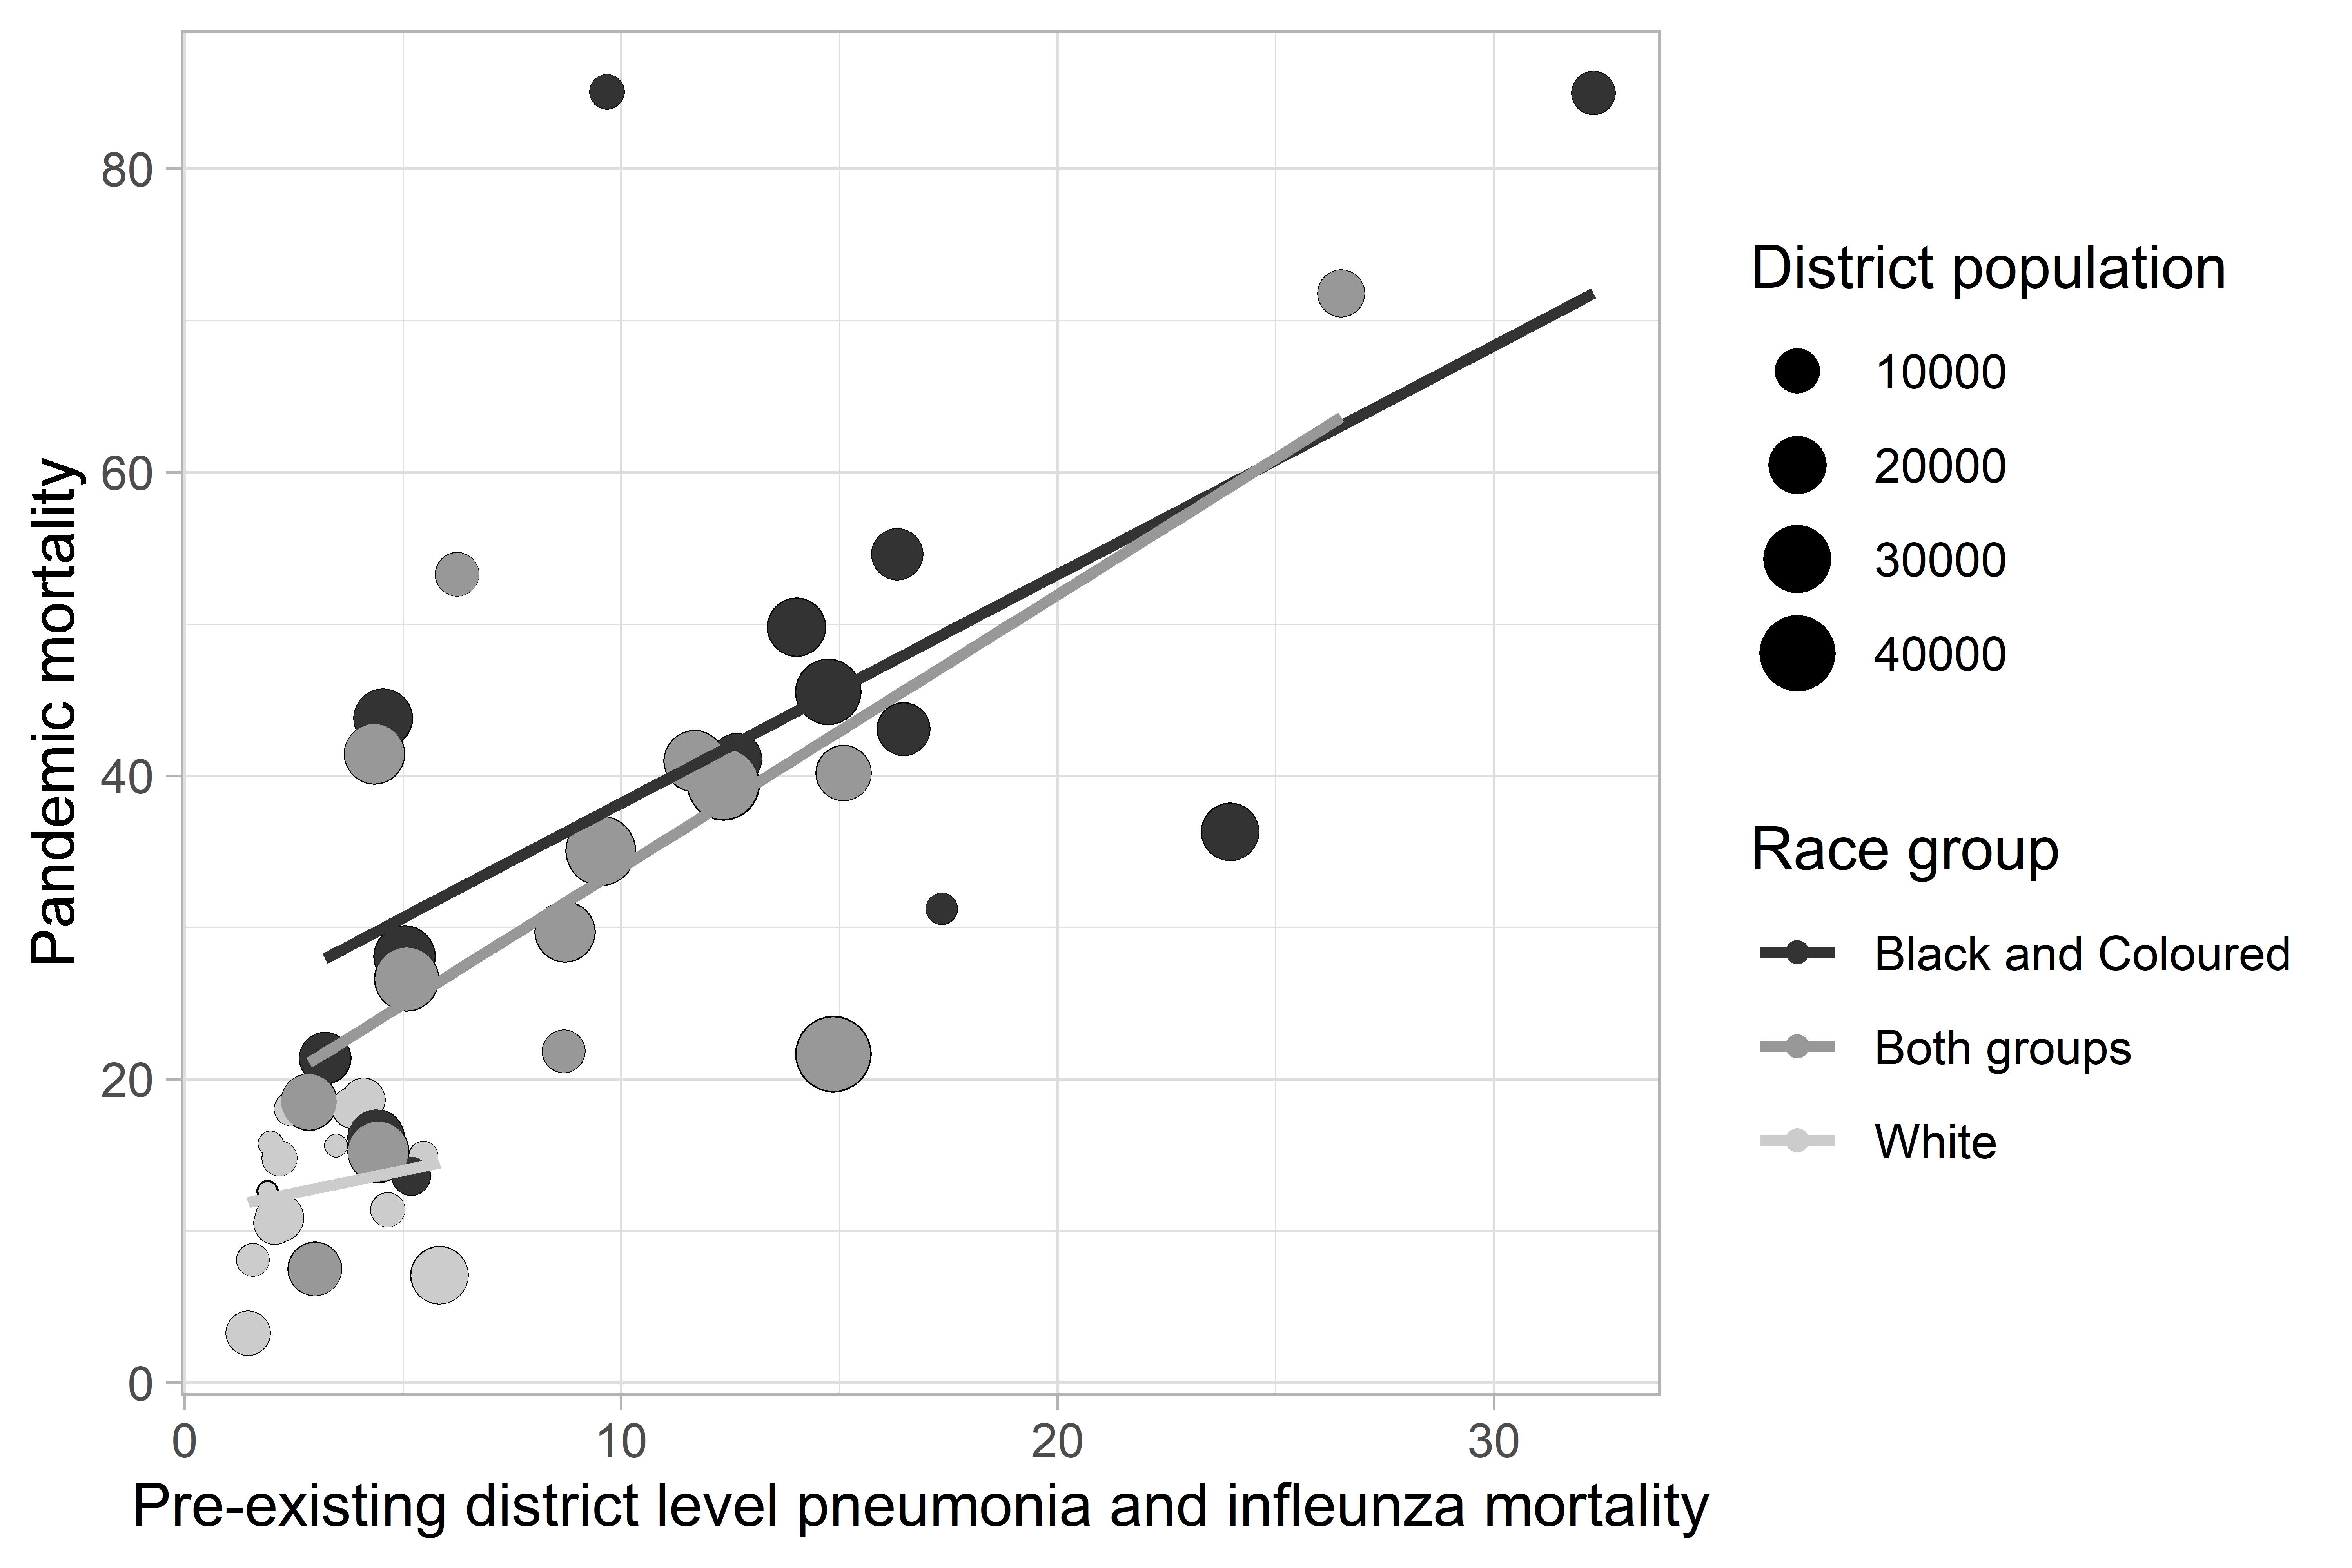 Pandemic mortality
80
60
40
20
0
0 10 20 30
Pre-existing district level pneumonia and infleunza mortality
District population
10000
20000
30000
40000
Race group
Black and Coloured
Both groups
White